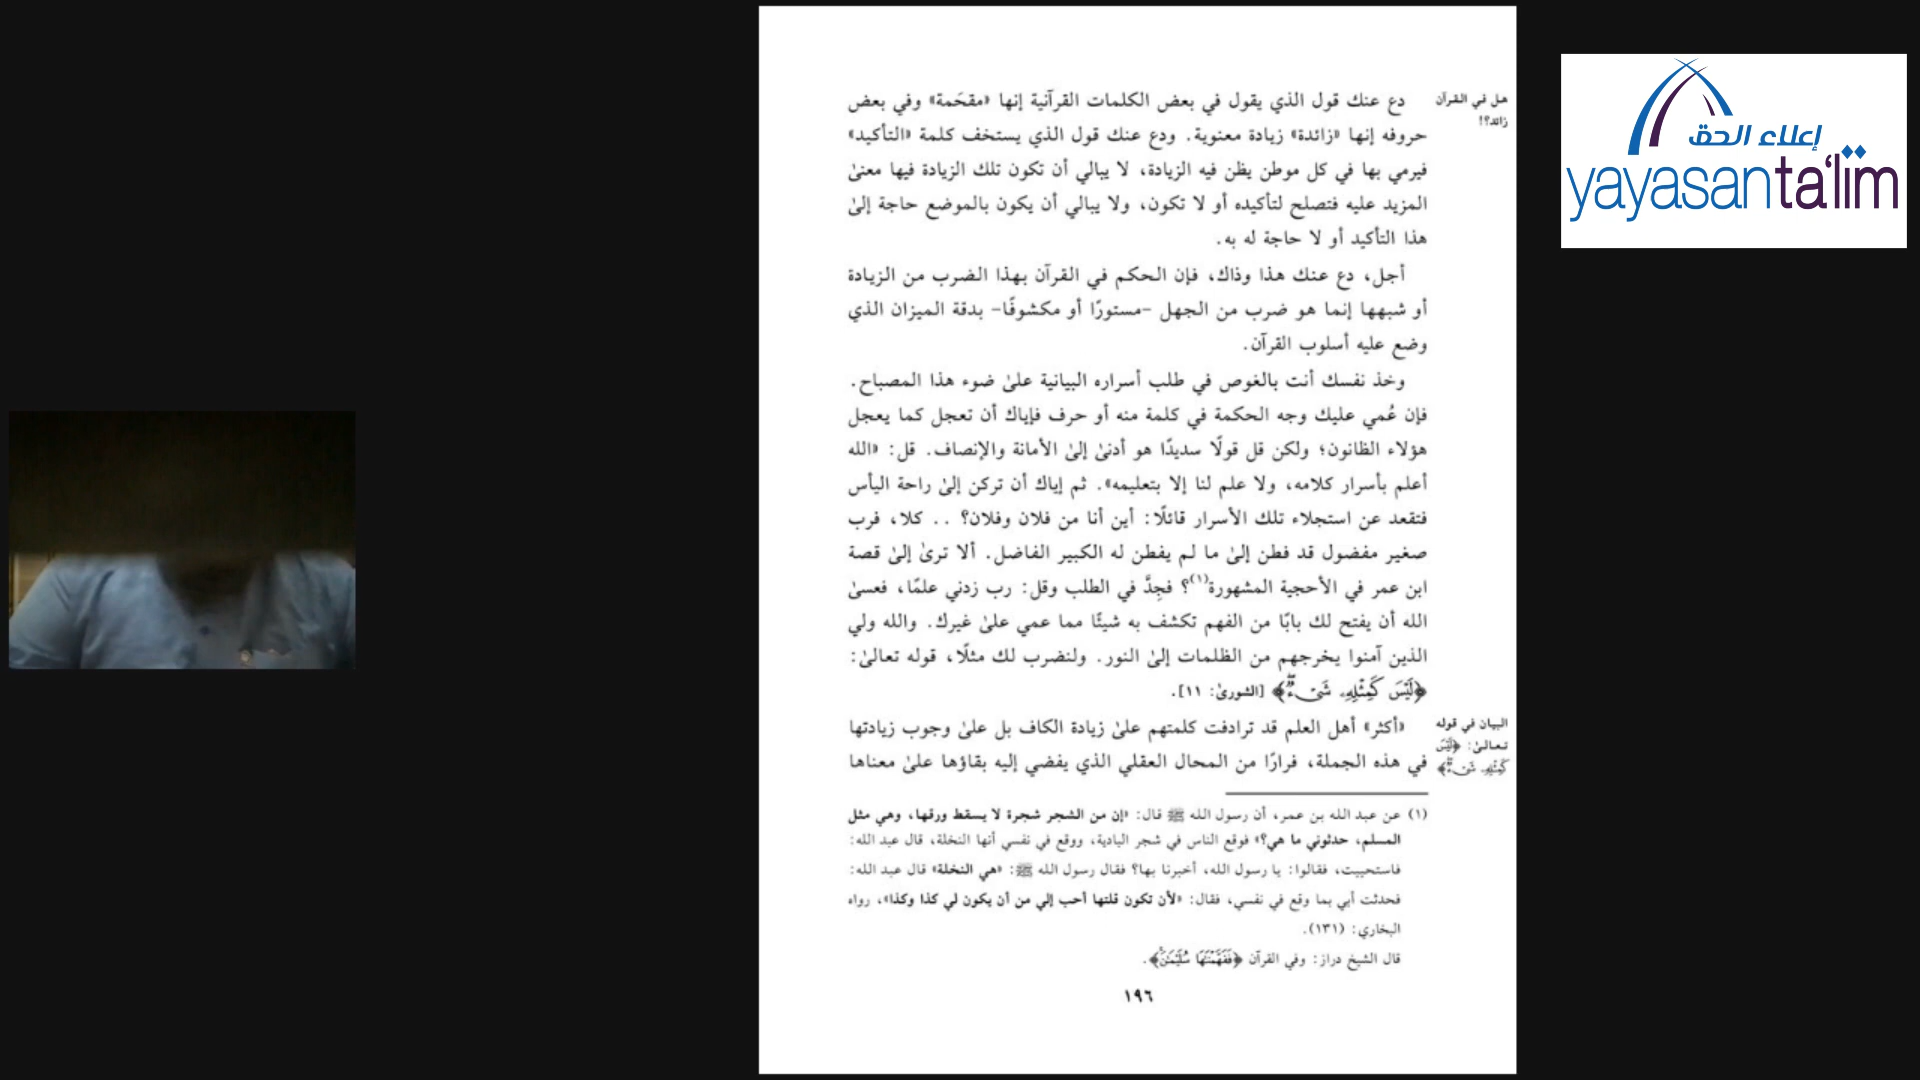 هل في القرآن
زائد؟!
دع عنك قول الذي يقول في بعض الكلمات القرآنية إنها «مقحَمة» وفي بعض
حروفه إنها «زائدة» زيادة معنوية. ودع عنك قول الذي يستخف كلمة «التأكيد»
فيرمي بها في كل موطن يظن فيه الزيادة، لا يبالي أن تكون تلك الزيادة فيها معنىٰ
المزيد عليه فتصلح لتأكيده أو لا تكون، ولا يبالي أن يكون بالموضع حاجة إلىٰ
هذا التأكيد أو لا حاجة له به.
أجل، دع عنك هذا وذاك، فإن الحكم في القرآن بهذا الضرب من الزيادة
أو شبهها إنما هو ضرب من الجهل -مستورًا أو مكشوفًا- بدقة الميزان الذي
وضع عليه أسلوب القرآن.
وخذ نفسك أنت بالغوص في طلب أسراره البيانية علىٰ ضوء هذا المصباح.
فإن عُمي عليك وجه الحكمة في كلمة منه أو حرف فإياك أن تعجل كما يعجل
هؤلاء الظانون؛ ولكن قل قولًا سديدًا هو أدنىٰ إلىٰ الأمانة والإنصاف. قل: «الله
أعلم بأسرار كلامه، ولا علم لنا إلا بتعليمه». ثم إياك أن تركن إلىٰ راحة اليأس
فتقعد عن استجلاء تلك الأسرار قائلًا: أين أنا من فلان وفلان؟ .. كلا، فرب
صغير مفضول قد فطن إلىٰ ما لم يفطن له الكبير الفاضل. ألا ترىٰ إلىٰ قصة
ابن عمر في الأحجية المشهورة(١)؟ فجِدَّ في الطلب وقل: رب زدني علمًا، فعسىٰ
الله أن يفتح لك بابًا من الفهم تكشف به شيئًا مما عمي علىٰ غيرك. والله ولي
الذين آمنوا يخرجهم من الظلمات إلىٰ النور. ولنضرب لك مثلًا، قوله تعالىٰ:
﴿لَيْسَ كَمِثْلِهِۦ شَىْءٌ﴾ [الشورىٰ: ١١].
البيان في قوله
تعالىٰ: ﴿لَيْسَ
كَمِثْلِهِۦ شَىْءٌ﴾
«أكثر» أهل العلم قد ترادفت كلمتهم علىٰ زيادة الكاف بل علىٰ وجوب زيادتها
في هذه الجملة، فرارًا من المحال العقلي الذي يفضي إليه بقاؤها علىٰ معناها
(١) عن عبد الله بن عمر، أن رسول الله ﷺ قال: «إن من الشجر شجرة لا يسقط ورقها، وهي مثل
المسلم، حدثوني ما هي؟» فوقع الناس في شجر البادية، ووقع في نفسي أنها النخلة، قال عبد الله:
فاستحييت، فقالوا: يا رسول الله، أخبرنا بها؟ فقال رسول الله ﷺ: «هي النخلة» قال عبد الله:
فحدثت أبي بما وقع في نفسي، فقال: «لأن تكون قلتها أحب إلي من أن يكون لي كذا وكذا»، رواه
البخاري: (١٣١).
قال الشيخ دراز: وفي القرآن ﴿فَفَهَّمْنَٰهَا سُلَيْمَٰنَ﴾.
١٩٦
إعلاء الحق
yayasanta'lim